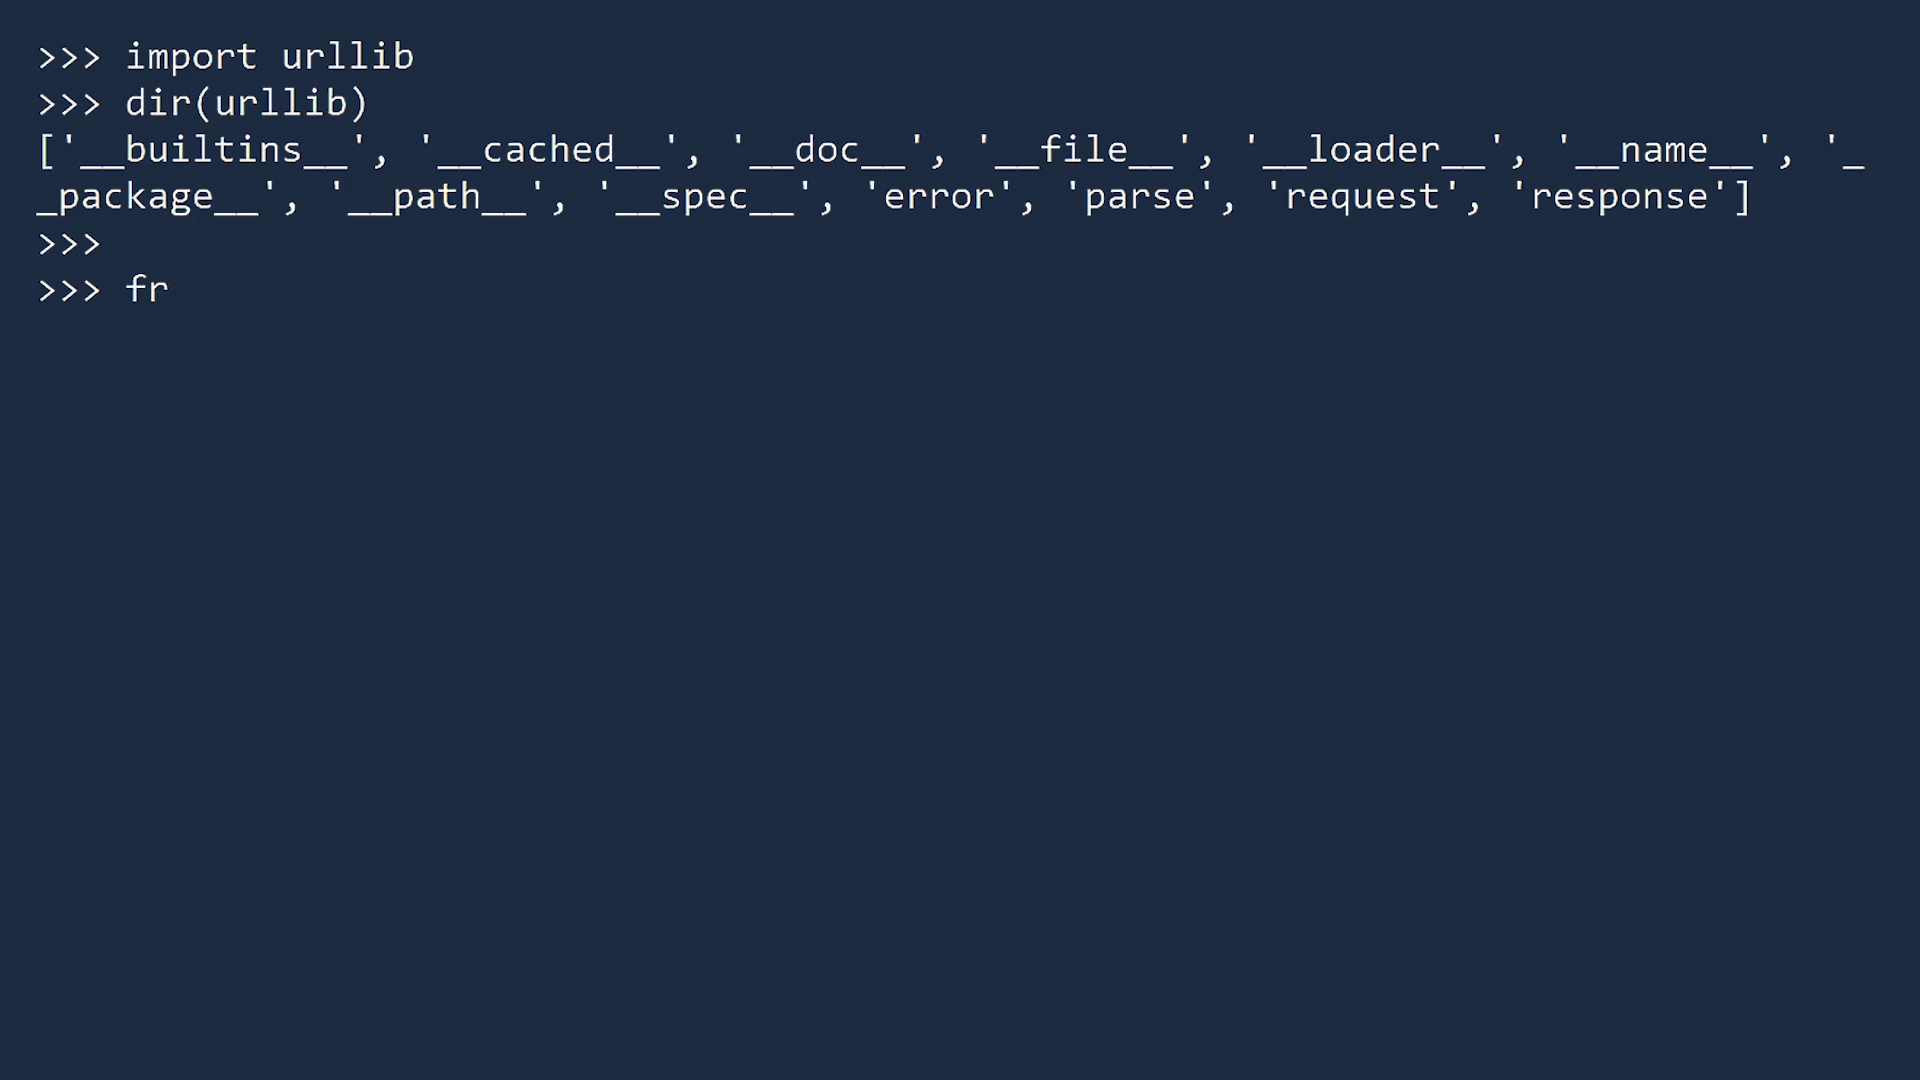 >>> import urllib
>>> dir(urllib)
['__builtins__', '__cached__', '__doc__', '__file__', '__loader__', '__name__', '_
_package__', '__path__', '__spec__', 'error', 'parse', 'request', 'response']
>>>
>>> fr